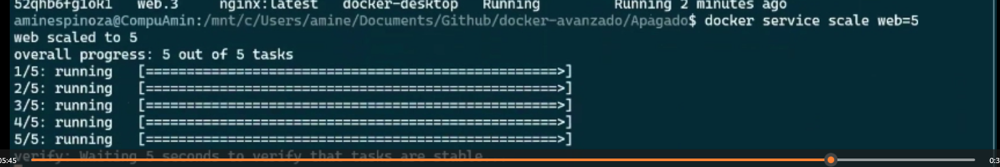 52qhb6fgiok1 web.3 nginx:latest docker-desktop Running Running 2 minutes ago
aminespinoza@CompuAmin:/mnt/c/Users/amine/Documents/Github/docker-avanzado/Apagado$ docker service scale web=5
web scaled to 5
overall progress: 5 out of 5 tasks
1/5: running [==================================================>]
2/5: running [==================================================>]
3/5: running [==================================================>]
4/5: running [==================================================>]
5/5: running [==================================================>]
verify: Waiting 5 seconds to verify that tasks are stable
05:45 0:3